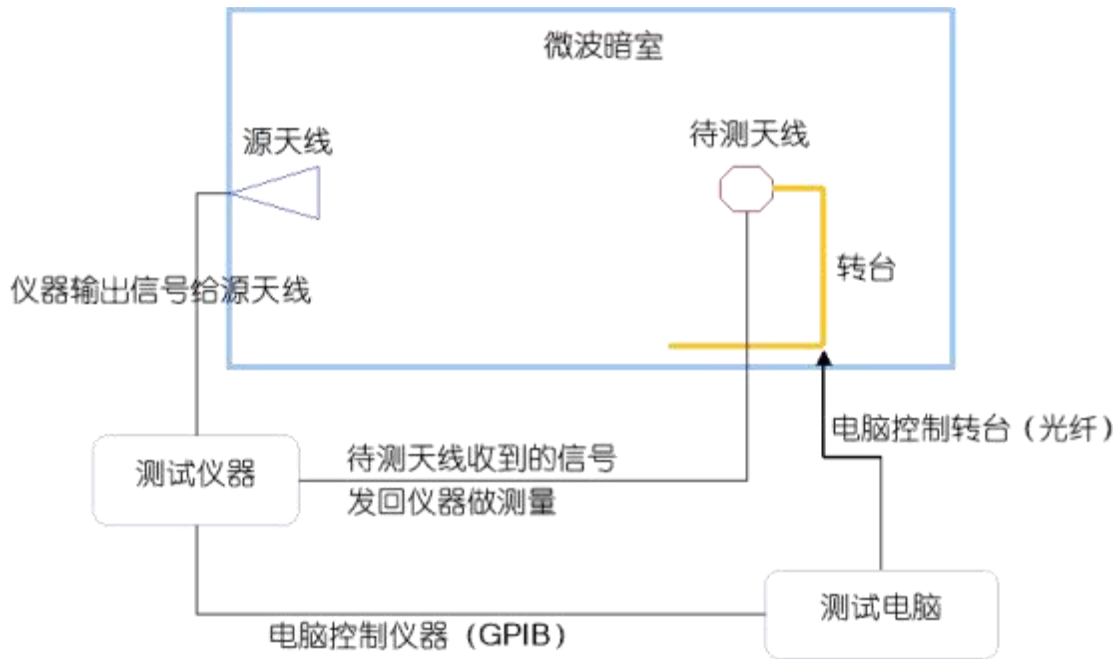 微波暗室
源天线
待测天线
仪器输出信号给源天线
转台
电脑控制转台（光纤）
测试仪器
待测天线收到的信号
发回仪器做测量
测试电脑
电脑控制仪器（GPIB）